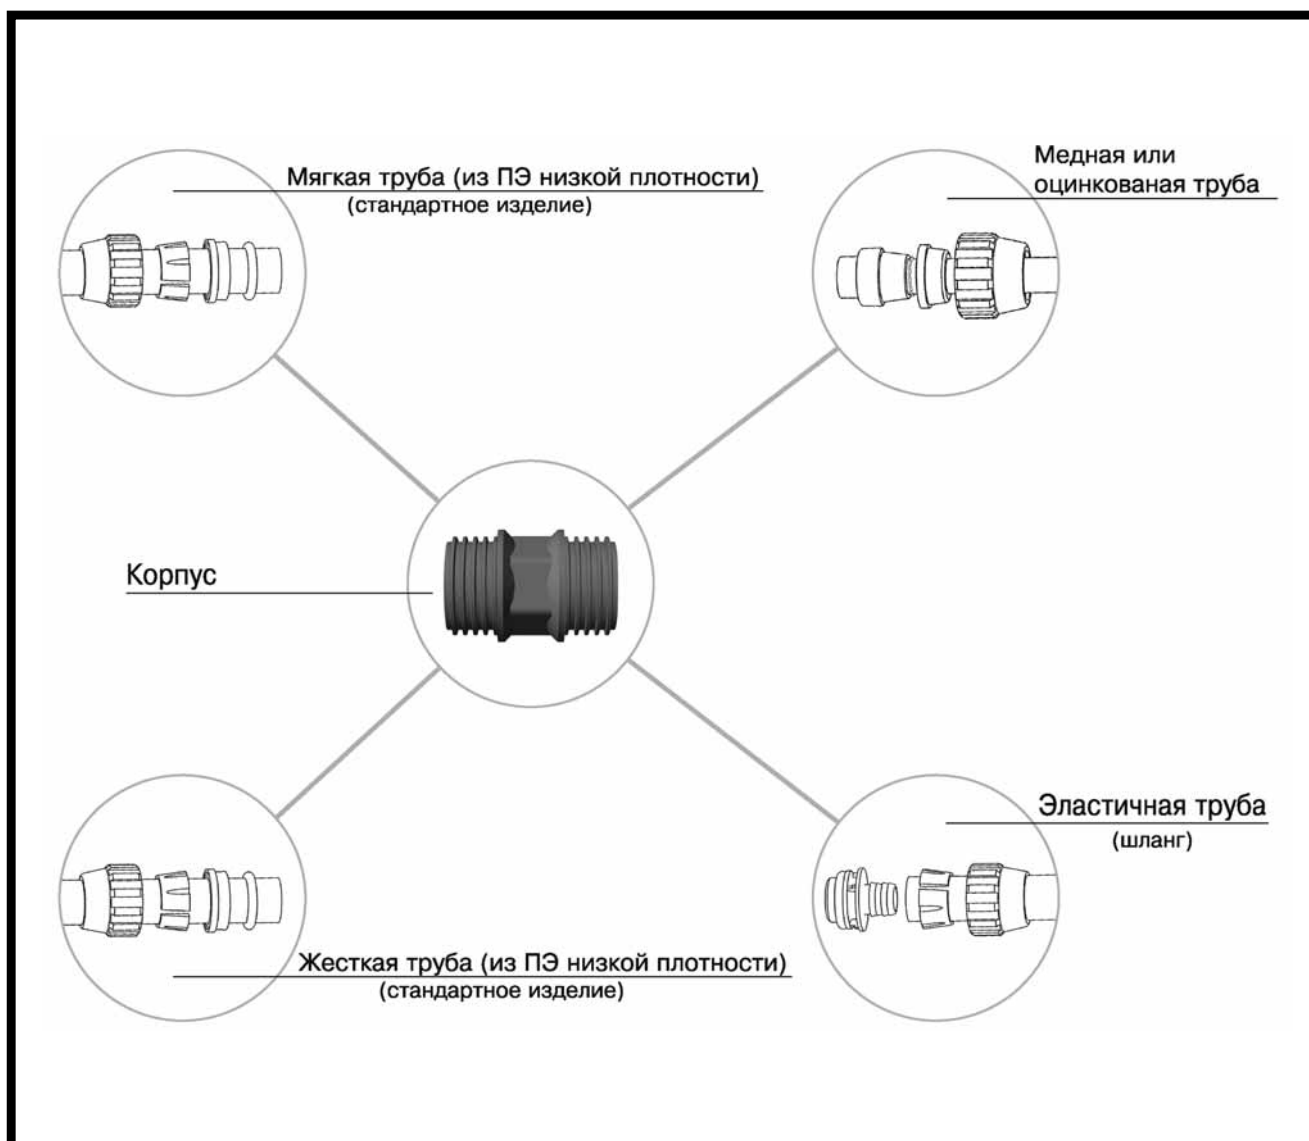 Мягкая труба (из ПЭ низкой плотности)
(стандартное изделие)
Медная или
оцинкованая труба
Корпус
Эластичная труба
(шланг)
Жесткая труба (из ПЭ низкой плотности)
(стандартное изделие)